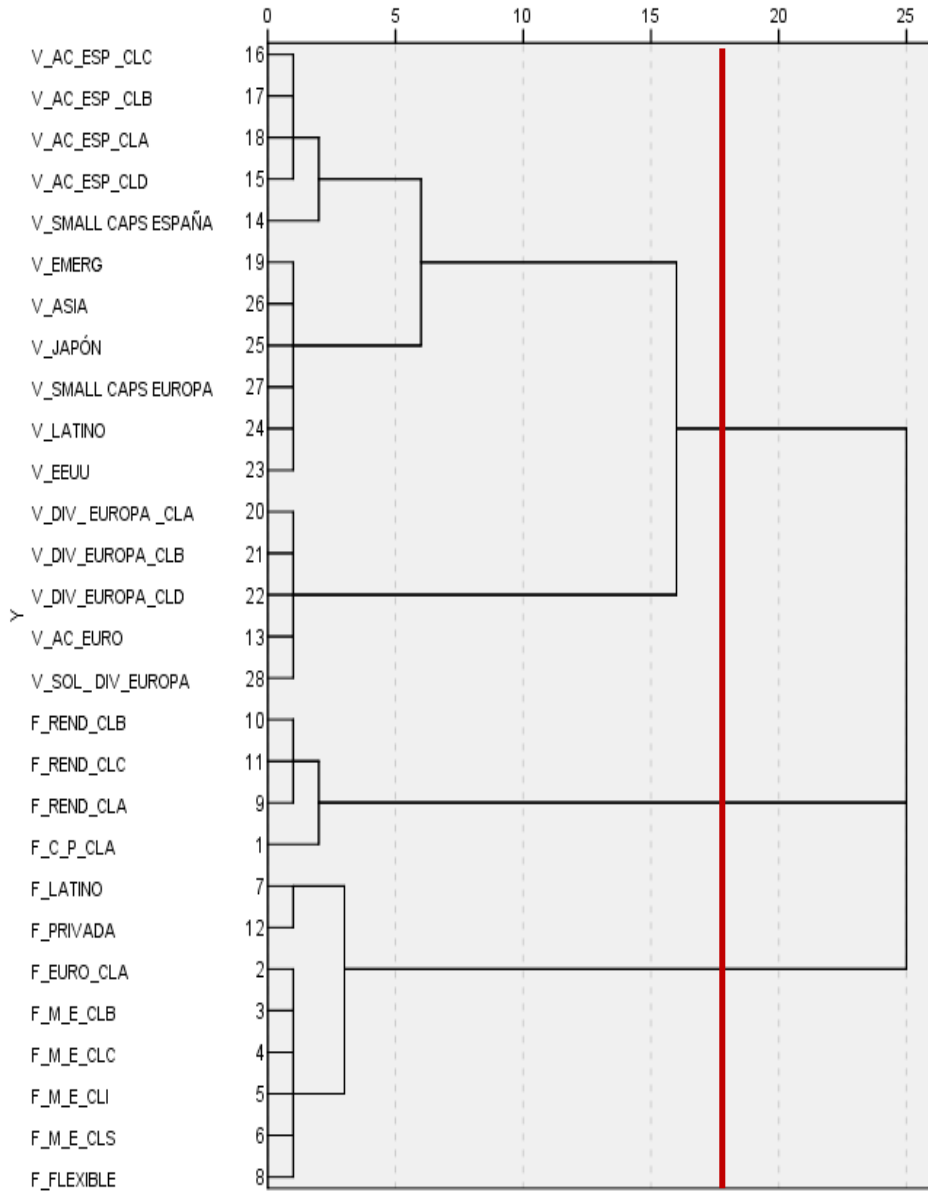 0 5 10 15 20 25
V_AC_ESP _CLC 16
V_AC_ESP _CLB 17
V_AC_ESP_CLA 18
V_AC_ESP_CLD 15
V_SMALL CAPS ESPAÑA 14
V_EMERG 19
V_ASIA 26
V_JAPÓN 25
V_SMALL CAPS EUROPA 27
V_LATINO 24
V_EEUU 23
V_DIV_ EUROPA _CLA 20
V_DIV_EUROPA_CLB 21
V_DIV_EUROPA_CLD 22
Y
V_AC_EURO 13
V_SOL_ DIV_EUROPA 28
F_REND_CLB 10
F_REND_CLC 11
F_REND_CLA 9
F_C_P_CLA 1
F_LATINO 7
F_PRIVADA 12
F_EURO_CLA 2
F_M_E_CLB 3
F_M_E_CLC 4
F_M_E_CLI 5
F_M_E_CLS 6
F_FLEXIBLE 8